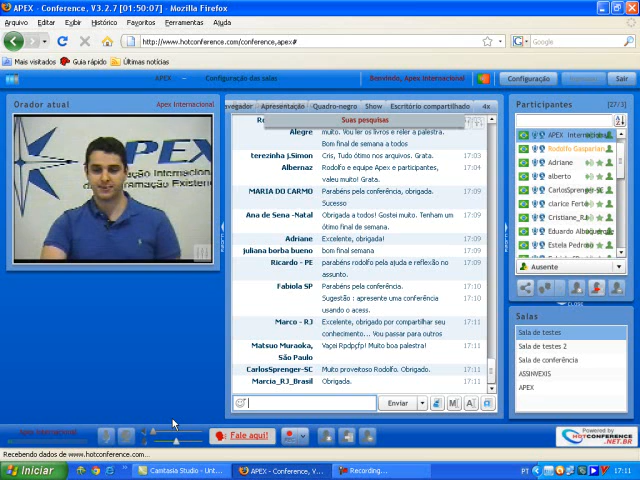 APEX - Conference, V3.2.7 [01:50:07] - Mozilla Firefox
Arquivo Editar Exibir Histórico Favoritos Ferramentas Ajuda
http://www.hotconference.com/conference,apex#
Google
Mais visitados Guia rápido Últimas notícias
APEX – Configuração das salas
Benvindo, Apex Internacional
Configuração
Sair
Orador atual
Apex Internacional
APEX
Apresentação Quadro-negro Show Escritório compartilhado 4x
Suas pesquisas
Alegre muito. Vou ler os livros e reler a palestra.
Bom final de semana a todos
terezinha j.Simon Cris, Tudo ótimo nos arquivos. Grata. 17:03
Albernaz Rodolfo e equipe Apex e participantes, 17:04
valeu muito! Grata.
MARIA DO CARMO Parabéns pela conferência, obrigada. 17:09
Sucesso
Ana de Sena -Natal Obrigada a todos! Gostei muito. Tenham um 17:09
ótimo final de semana.
Adriane Excelente, obrigada! 17:09
juliana borba bueno bom final semana 17:09
Ricardo - PE parabéns rodolfo pela ajuda e reflexão no 17:09
assunto.
Fabiola SP Parabéns pela conferência. 17:10
Sugestão : apresente uma conferência 17:10
usando o acess.
Marco - RJ Excelente, obrigado por compartilhar seu 17:11
conhecimento... Vou passar para outros
Matsuo Muraoka, Vaçei Rpdpçfp! Muito boa palestra! 17:11
São Paulo
CarlosSprenger-SC Muito proveitoso Rodolfo. Obrigado. 17:11
Marcia_RJ_Brasil Obrigada. 17:11
Enviar
Participantes [27/3]
APEX Internacional
Rodolfo Gasparian
Adriane
alberto
CarlosSprenger-SC
clarice Ferto
Cristiane_RJ
Eduardo Albuquerque
Estela Pedroso
Ausente
CLOSE
Salas
Sala de testes
Sala de testes 2
Sala de conferência
ASSINVEXIS
APEX
Apex Internacional
Fale aqui!
Powered by
HOTCONFERENCE
.NET.BR
Recebendo dados de www.hotconference.com...
Iniciar
Camtasia Studio - Unt...
APEX - Conference, V...
Recording...
PT
17:11